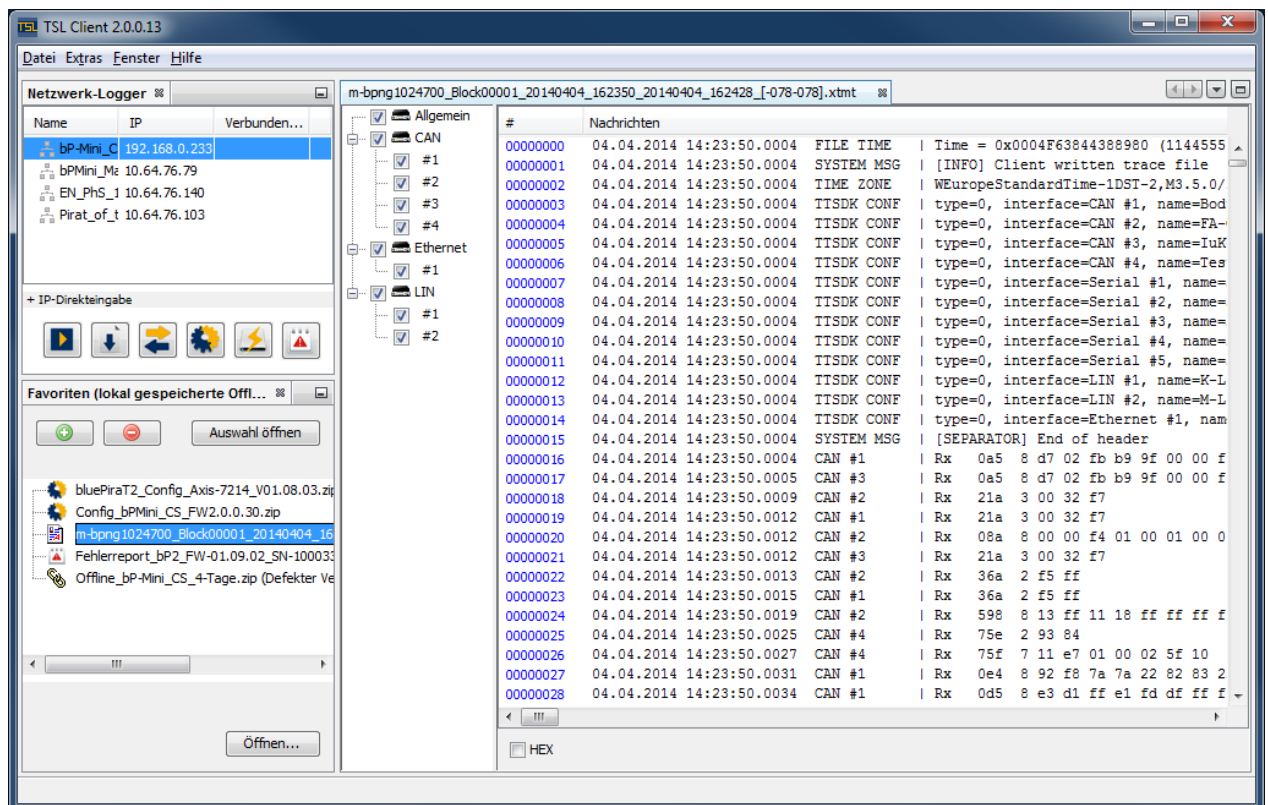 TSL TSL Client 2.0.0.13
Datei Extras Fenster Hilfe
Netzwerk-Logger
Name IP Verbunden...
bP-Mini_C 192.168.0.233
bPMini_Ma 10.64.76.79
EN_PhS_1 10.64.76.140
Pirat_of_t 10.64.76.103
+ IP-Direkteingabe
Favoriten (lokal gespeicherte Offl...
Auswahl öffnen
bluePiraT2_Config_Axis-7214_V01.08.03.zip
Config_bPMini_CS_FW2.0.0.30.zip
m-bpng1024700_Block00001_20140404_16
Fehlerreport_bP2_FW-01.09.02_SN-100033
Offline_bP-Mini_CS_4-Tage.zip (Defekter Ve
Öffnen...
m-bpng1024700_Block00001_20140404_162350_20140404_162428_[-078-078].xtmt
Allgemein
CAN
#1
#2
#3
#4
Ethernet
#1
LIN
#1
#2
# Nachrichten
00000000 04.04.2014 14:23:50.0004 FILE TIME | Time = 0x0004F63844388980 (1144555
00000001 04.04.2014 14:23:50.0004 SYSTEM MSG | [INFO] Client written trace file
00000002 04.04.2014 14:23:50.0004 TIME ZONE | WEuropeStandardTime-1DST-2,M3.5.0/
00000003 04.04.2014 14:23:50.0004 TTSDK CONF | type=0, interface=CAN #1, name=Body
00000004 04.04.2014 14:23:50.0004 TTSDK CONF | type=0, interface=CAN #2, name=FA-
00000005 04.04.2014 14:23:50.0004 TTSDK CONF | type=0, interface=CAN #3, name=IuK
00000006 04.04.2014 14:23:50.0004 TTSDK CONF | type=0, interface=CAN #4, name=Tes
00000007 04.04.2014 14:23:50.0004 TTSDK CONF | type=0, interface=Serial #1, name=
00000008 04.04.2014 14:23:50.0004 TTSDK CONF | type=0, interface=Serial #2, name=
00000009 04.04.2014 14:23:50.0004 TTSDK CONF | type=0, interface=Serial #3, name=
00000010 04.04.2014 14:23:50.0004 TTSDK CONF | type=0, interface=Serial #4, name=
00000011 04.04.2014 14:23:50.0004 TTSDK CONF | type=0, interface=Serial #5, name=
00000012 04.04.2014 14:23:50.0004 TTSDK CONF | type=0, interface=LIN #1, name=K-L
00000013 04.04.2014 14:23:50.0004 TTSDK CONF | type=0, interface=LIN #2, name=M-L
00000014 04.04.2014 14:23:50.0004 TTSDK CONF | type=0, interface=Ethernet #1, nam
00000015 04.04.2014 14:23:50.0004 SYSTEM MSG | [SEPARATOR] End of header
00000016 04.04.2014 14:23:50.0004 CAN #1 | Rx 0a5 8 d7 02 fb b9 9f 00 00 f
00000017 04.04.2014 14:23:50.0005 CAN #3 | Rx 0a5 8 d7 02 fb b9 9f 00 00 f
00000018 04.04.2014 14:23:50.0009 CAN #2 | Rx 21a 3 00 32 f7
00000019 04.04.2014 14:23:50.0012 CAN #1 | Rx 21a 3 00 32 f7
00000020 04.04.2014 14:23:50.0012 CAN #2 | Rx 08a 8 00 00 f4 01 00 01 00 0
00000021 04.04.2014 14:23:50.0012 CAN #3 | Rx 21a 3 00 32 f7
00000022 04.04.2014 14:23:50.0013 CAN #2 | Rx 36a 2 f5 ff
00000023 04.04.2014 14:23:50.0015 CAN #1 | Rx 36a 2 f5 ff
00000024 04.04.2014 14:23:50.0019 CAN #2 | Rx 598 8 13 ff 11 18 ff ff ff f
00000025 04.04.2014 14:23:50.0025 CAN #4 | Rx 75e 2 93 84
00000026 04.04.2014 14:23:50.0027 CAN #4 | Rx 75f 7 11 e7 01 00 02 5f 10
00000027 04.04.2014 14:23:50.0031 CAN #1 | Rx 0e4 8 92 f8 7a 7a 22 82 83 2
00000028 04.04.2014 14:23:50.0034 CAN #1 | Rx 0d5 8 e3 d1 ff e1 fd df ff f
HEX